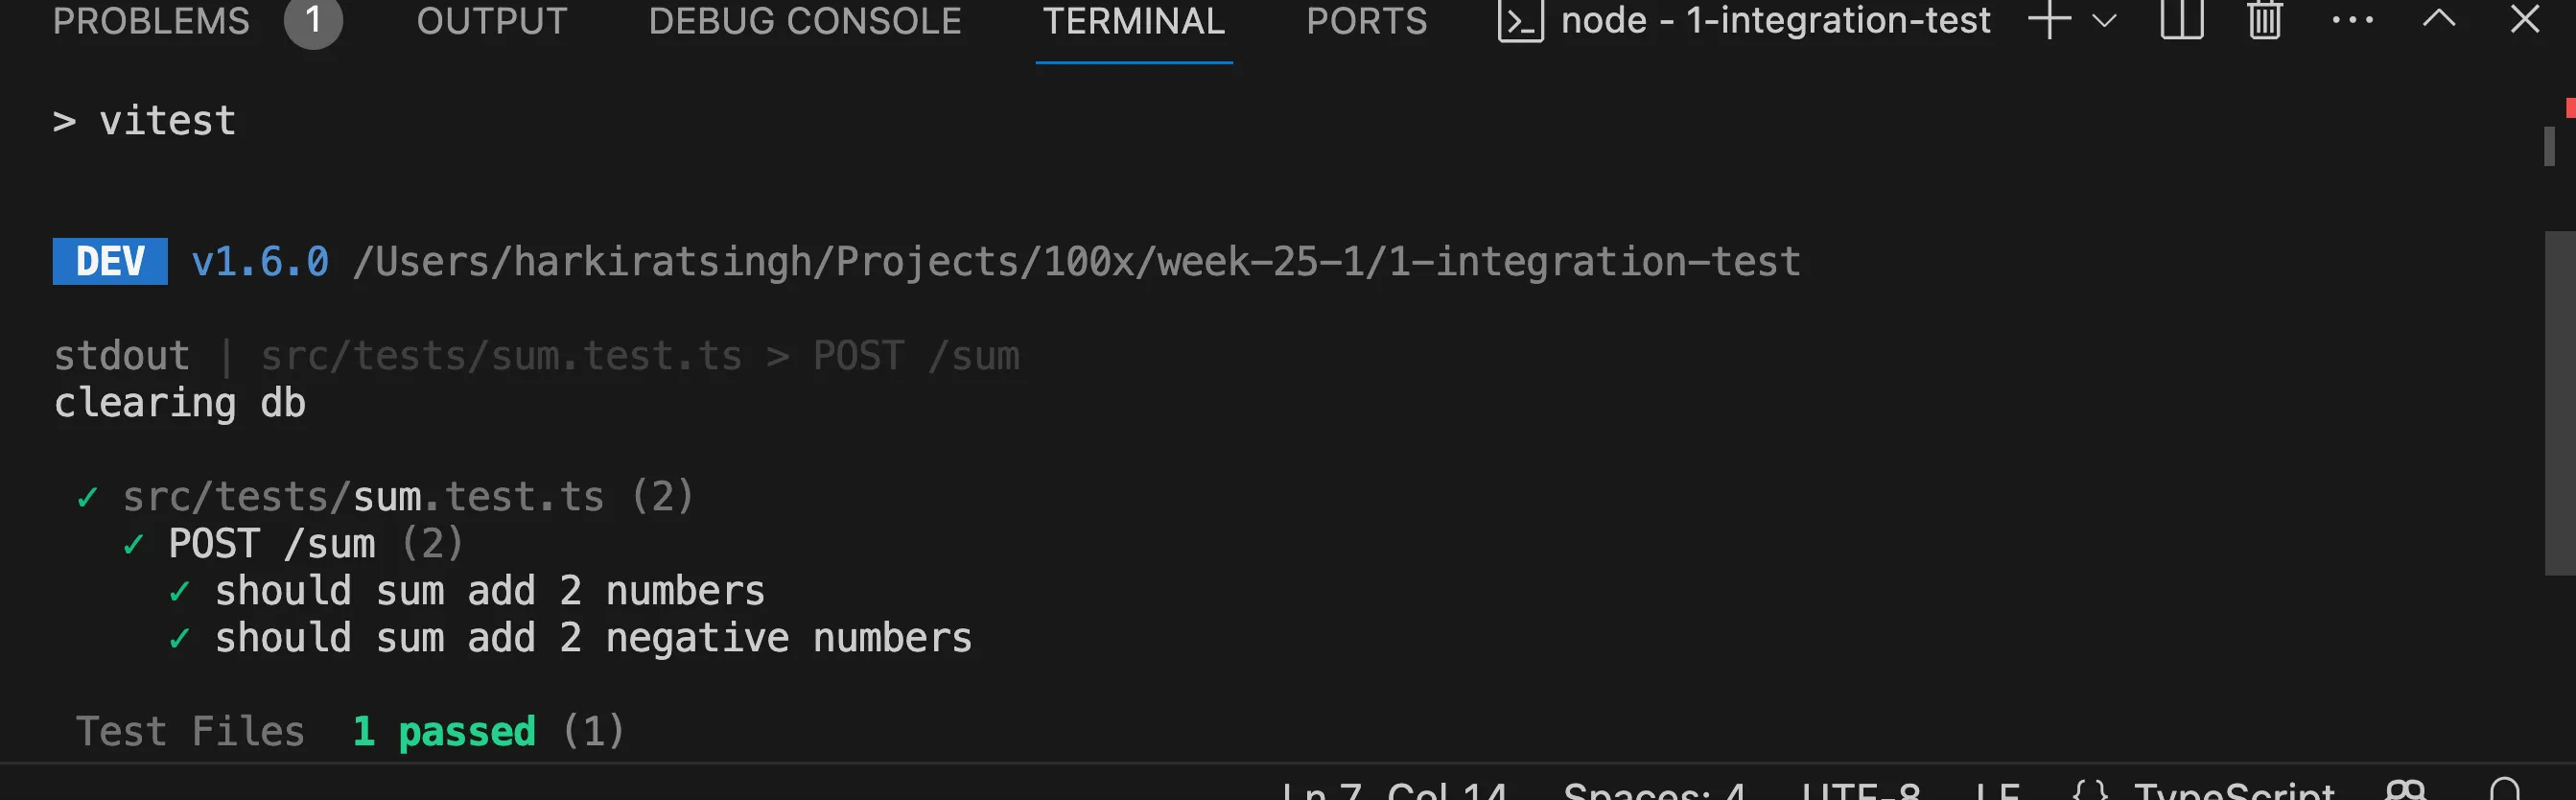 PROBLEMS 1 OUTPUT DEBUG CONSOLE TERMINAL PORTS node - 1-integration-test
> vitest
DEV v1.6.0 /Users/harkiratsingh/Projects/100x/week-25-1/1-integration-test
stdout | src/tests/sum.test.ts > POST /sum
clearing db
✓ src/tests/sum.test.ts (2)
✓ POST /sum (2)
✓ should sum add 2 numbers
✓ should sum add 2 negative numbers
Test Files 1 passed (1)
Ln 7, Col 14 Spaces: 4 UTF-8 LF {} TypeScript